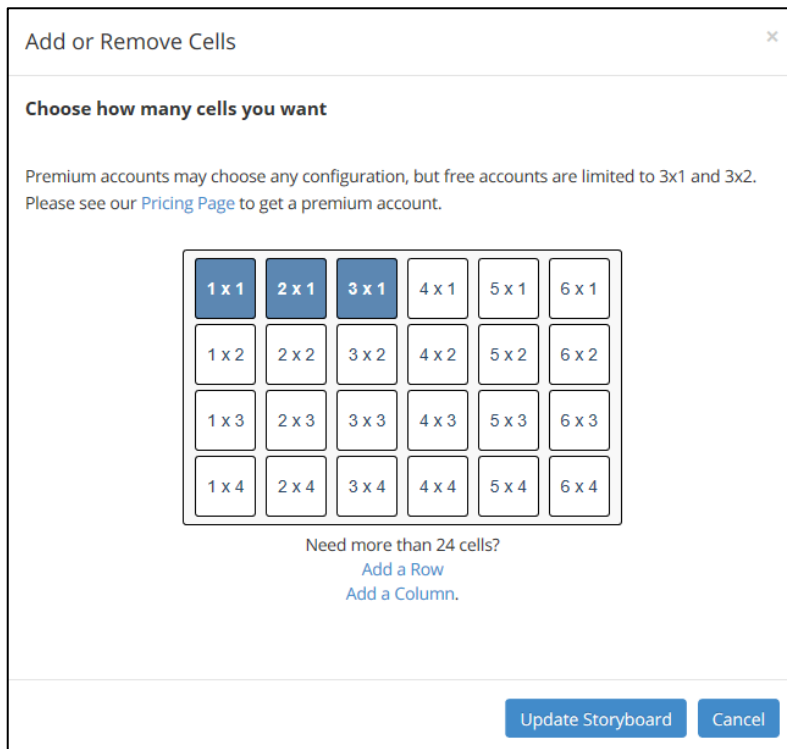 Add or Remove Cells ×
Choose how many cells you want
Premium accounts may choose any configuration, but free accounts are limited to 3x1 and 3x2.
Please see our Pricing Page to get a premium account.
1 x 1 2 x 1 3 x 1 4 x 1 5 x 1 6 x 1
1 x 2 2 x 2 3 x 2 4 x 2 5 x 2 6 x 2
1 x 3 2 x 3 3 x 3 4 x 3 5 x 3 6 x 3
1 x 4 2 x 4 3 x 4 4 x 4 5 x 4 6 x 4
Need more than 24 cells?
Add a Row
Add a Column.
Update Storyboard Cancel